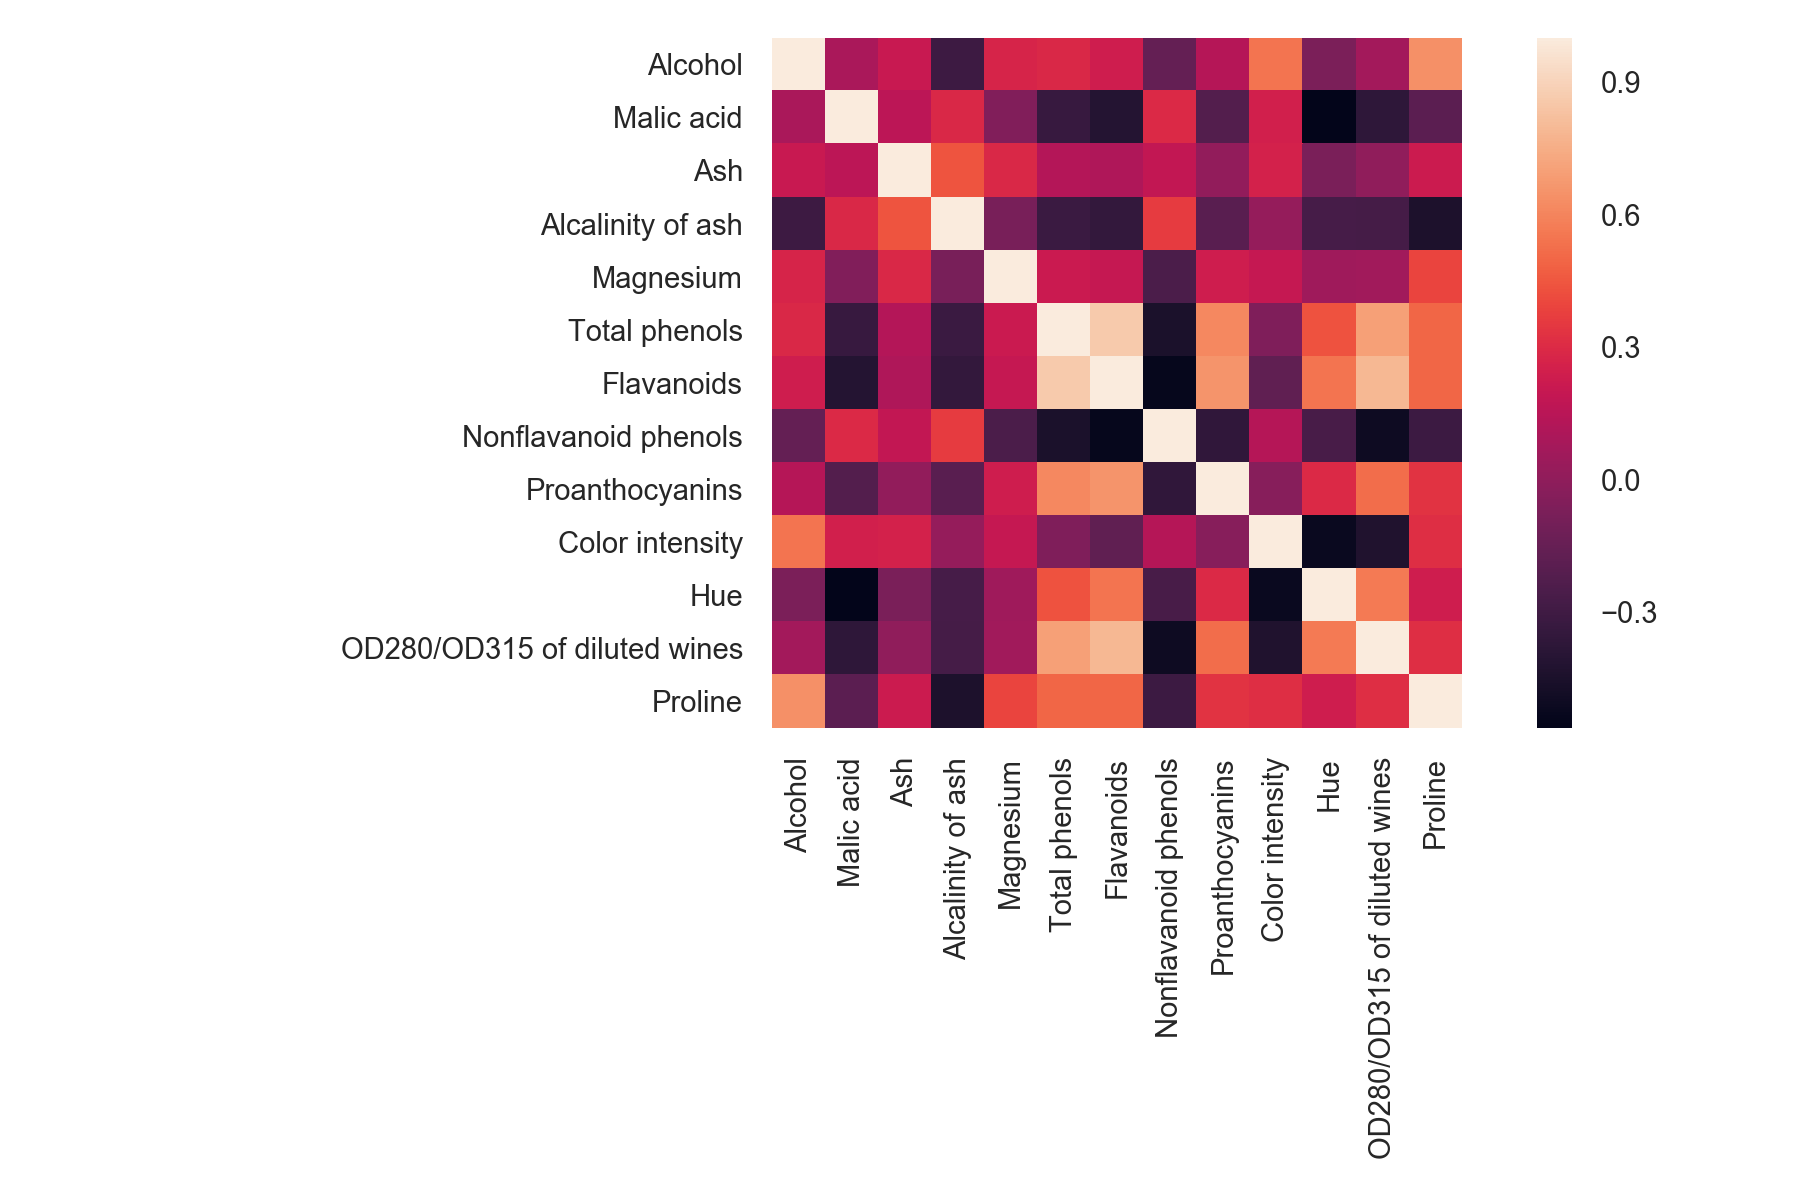 Alcohol
Malic acid
Ash
Alcalinity of ash
Magnesium
Total phenols
Flavanoids
Nonflavanoid phenols
Proanthocyanins
Color intensity
Hue
OD280/OD315 of diluted wines
Proline
Alcohol
Malic acid
Ash
Alcalinity of ash
Magnesium
Total phenols
Flavanoids
Nonflavanoid phenols
Proanthocyanins
Color intensity
Hue
OD280/OD315 of diluted wines
Proline
0.9
0.6
0.3
0.0
−0.3